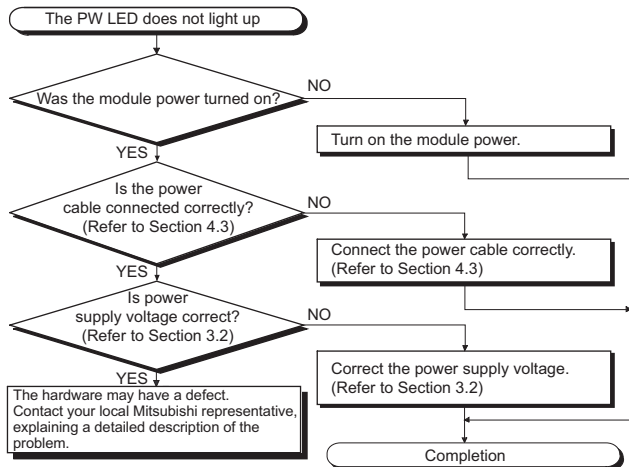 The PW LED does not light up
Was the module power turned on?
NO
Turn on the module power.
YES
Is the power
cable connected correctly?
(Refer to Section 4.3)
NO
Connect the power cable correctly.
(Refer to Section 4.3)
YES
Is power
supply voltage correct?
(Refer to Section 3.2)
NO
Correct the power supply voltage.
(Refer to Section 3.2)
YES
The hardware may have a defect.
Contact your local Mitsubishi representative,
explaining a detailed description of the
problem.
Completion